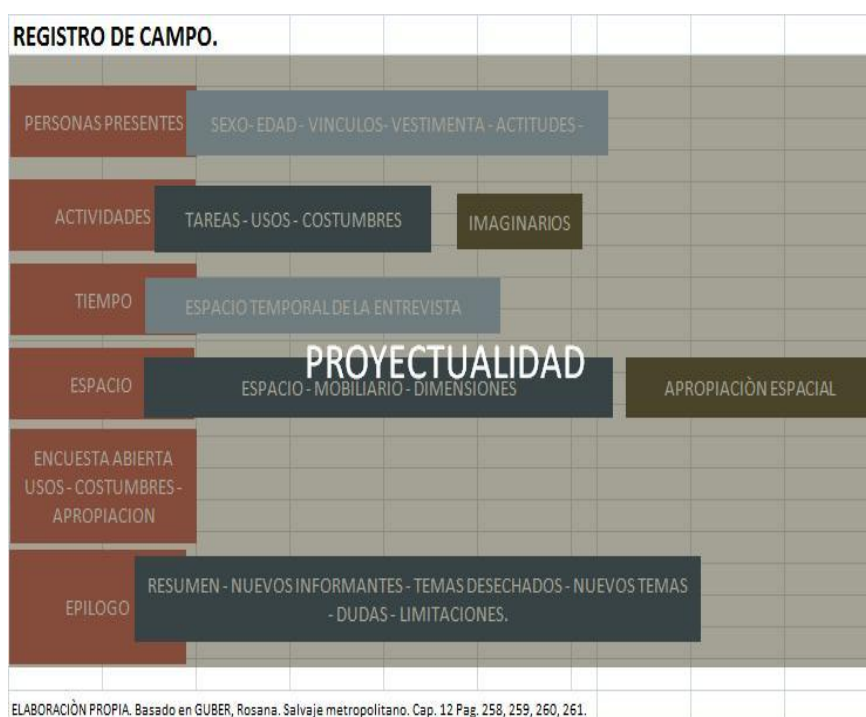 REGISTRO DE CAMPO.
PERSONAS PRESENTES
SEXO- EDAD - VINCULOS- VESTIMENTA - ACTITUDES -
ACTIVIDADES
TAREAS - USOS - COSTUMBRES
IMAGINARIOS
TIEMPO
ESPACIO TEMPORAL DE LA ENTREVISTA
PROYECTUALIDAD
ESPACIO
ESPACIO - MOBILIARIO - DIMENSIONES
APROPIACIÒN ESPACIAL
ENCUESTA ABIERTA
USOS - COSTUMBRES -
APROPIACION
EPILOGO
RESUMEN - NUEVOS INFORMANTES - TEMAS DESECHADOS - NUEVOS TEMAS
- DUDAS - LIMITACIONES.
ELABORACIÒN PROPIA. Basado en GUBER, Rosana. Salvaje metropolitano. Cap. 12 Pag. 258, 259, 260, 261.